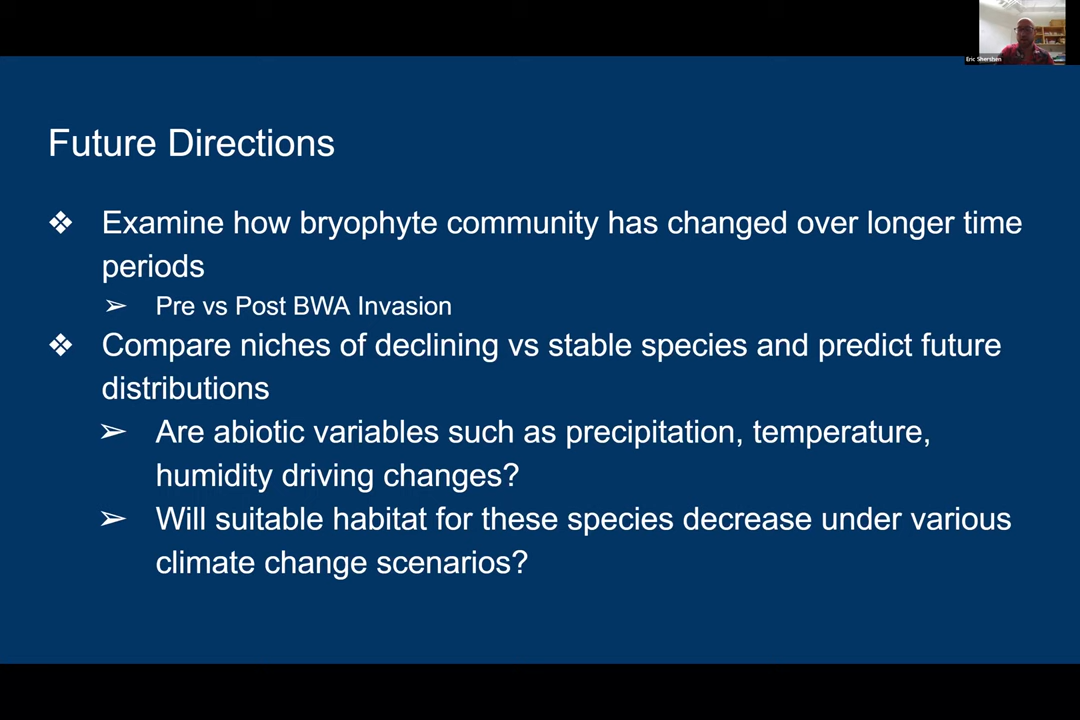 Eric Shershen
Future Directions
❖ Examine how bryophyte community has changed over longer time
periods
➢ Pre vs Post BWA Invasion
❖ Compare niches of declining vs stable species and predict future
distributions
➢ Are abiotic variables such as precipitation, temperature,
humidity driving changes?
➢ Will suitable habitat for these species decrease under various
climate change scenarios?